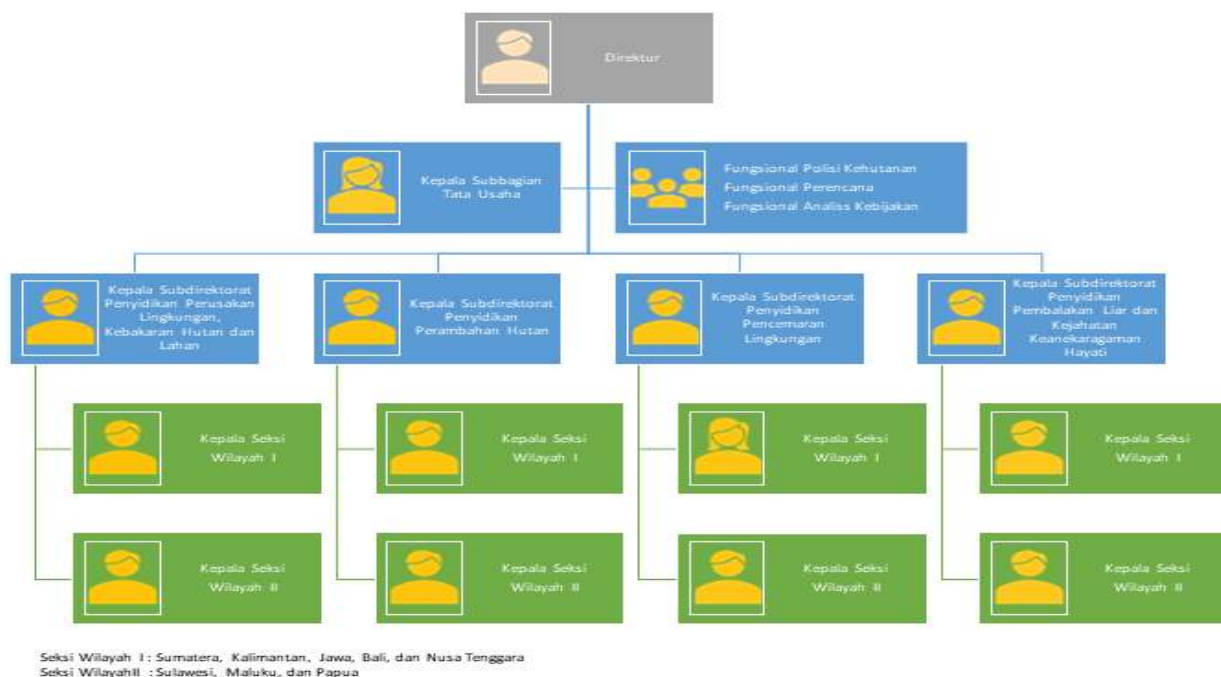 Direktur
Kepala Subbagian
Tata Usaha
Fungsional Polisi Kehutanan
Fungsional Perencana
Fungsional Analiss Kebijakan
Kepala Subdirektorat
Penyidikan Perusakan
Lingkungan,
Kebakaran Hutan dan
Lahan
Kepala Subdirektorat
Penyidikan
Perambahan Hutan
Kepala Subdirektorat
Penyidikan
Pencemaran
Lingkungan
Kepala Subdirektorat
Penyidikan
Pembalakan Liar dan
Kejahatan
Keanekaragaman
Hayati
Kepala Seksi
Wilayah I
Kepala Seksi
Wilayah I
Kepala Seksi
Wilayah I
Kepala Seksi
Wilayah I
Kepala Seksi
Wilayah II
Kepala Seksi
Wilayah II
Kepala Seksi
Wilayah II
Kepala Seksi
Wilayah II
Seksi Wilayah I : Sumatera, Kalimantan, Jawa, Bali, dan Nusa Tenggara
Seksi WilayahII : Sulawesi, Maluku, dan Papua